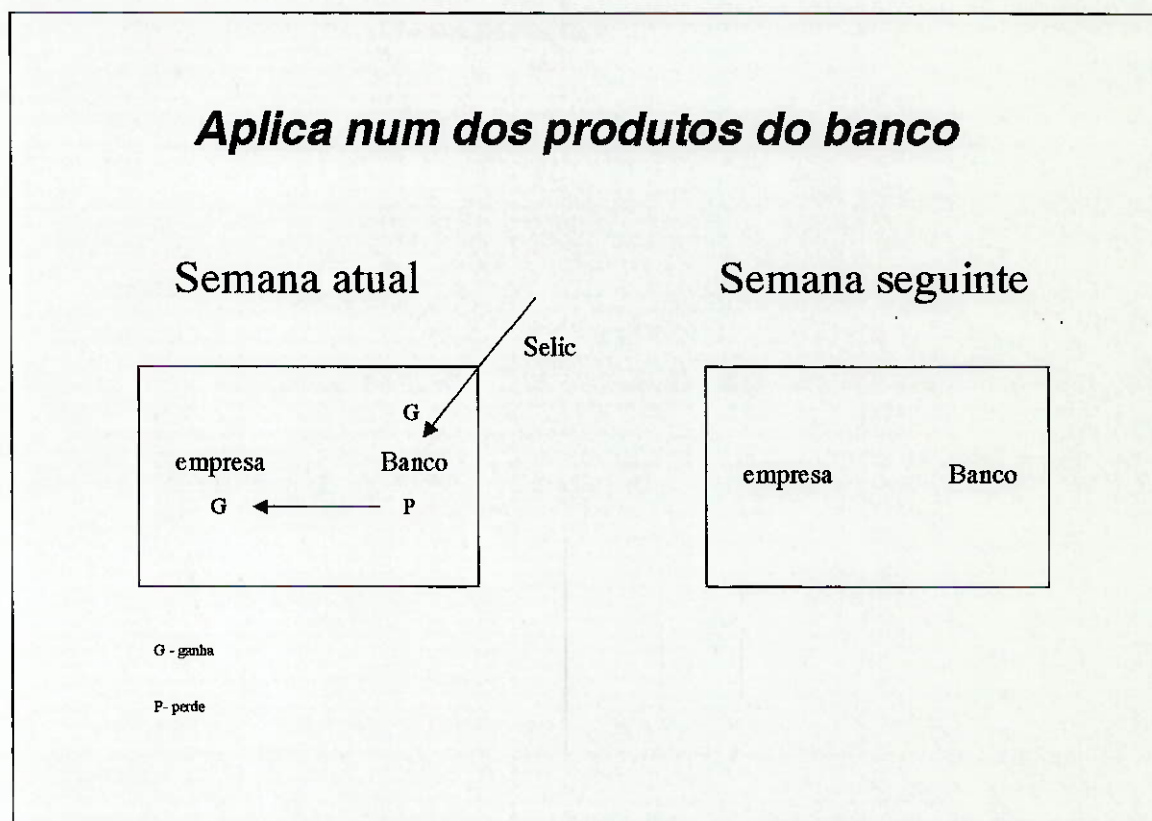 Aplica num dos produtos do banco
Semana atual
Semana seguinte
Selic
G
empresa
Banco
G
P
empresa
Banco
G - ganha
P- perde